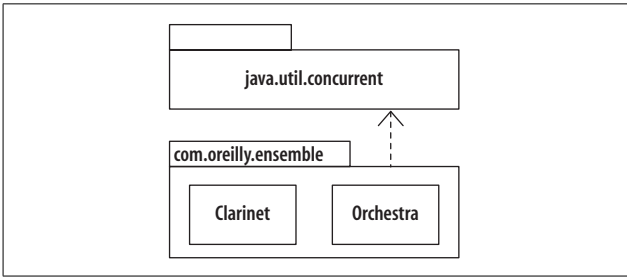 java.util.concurrent
com.oreilly.ensemble
Clarinet
Orchestra